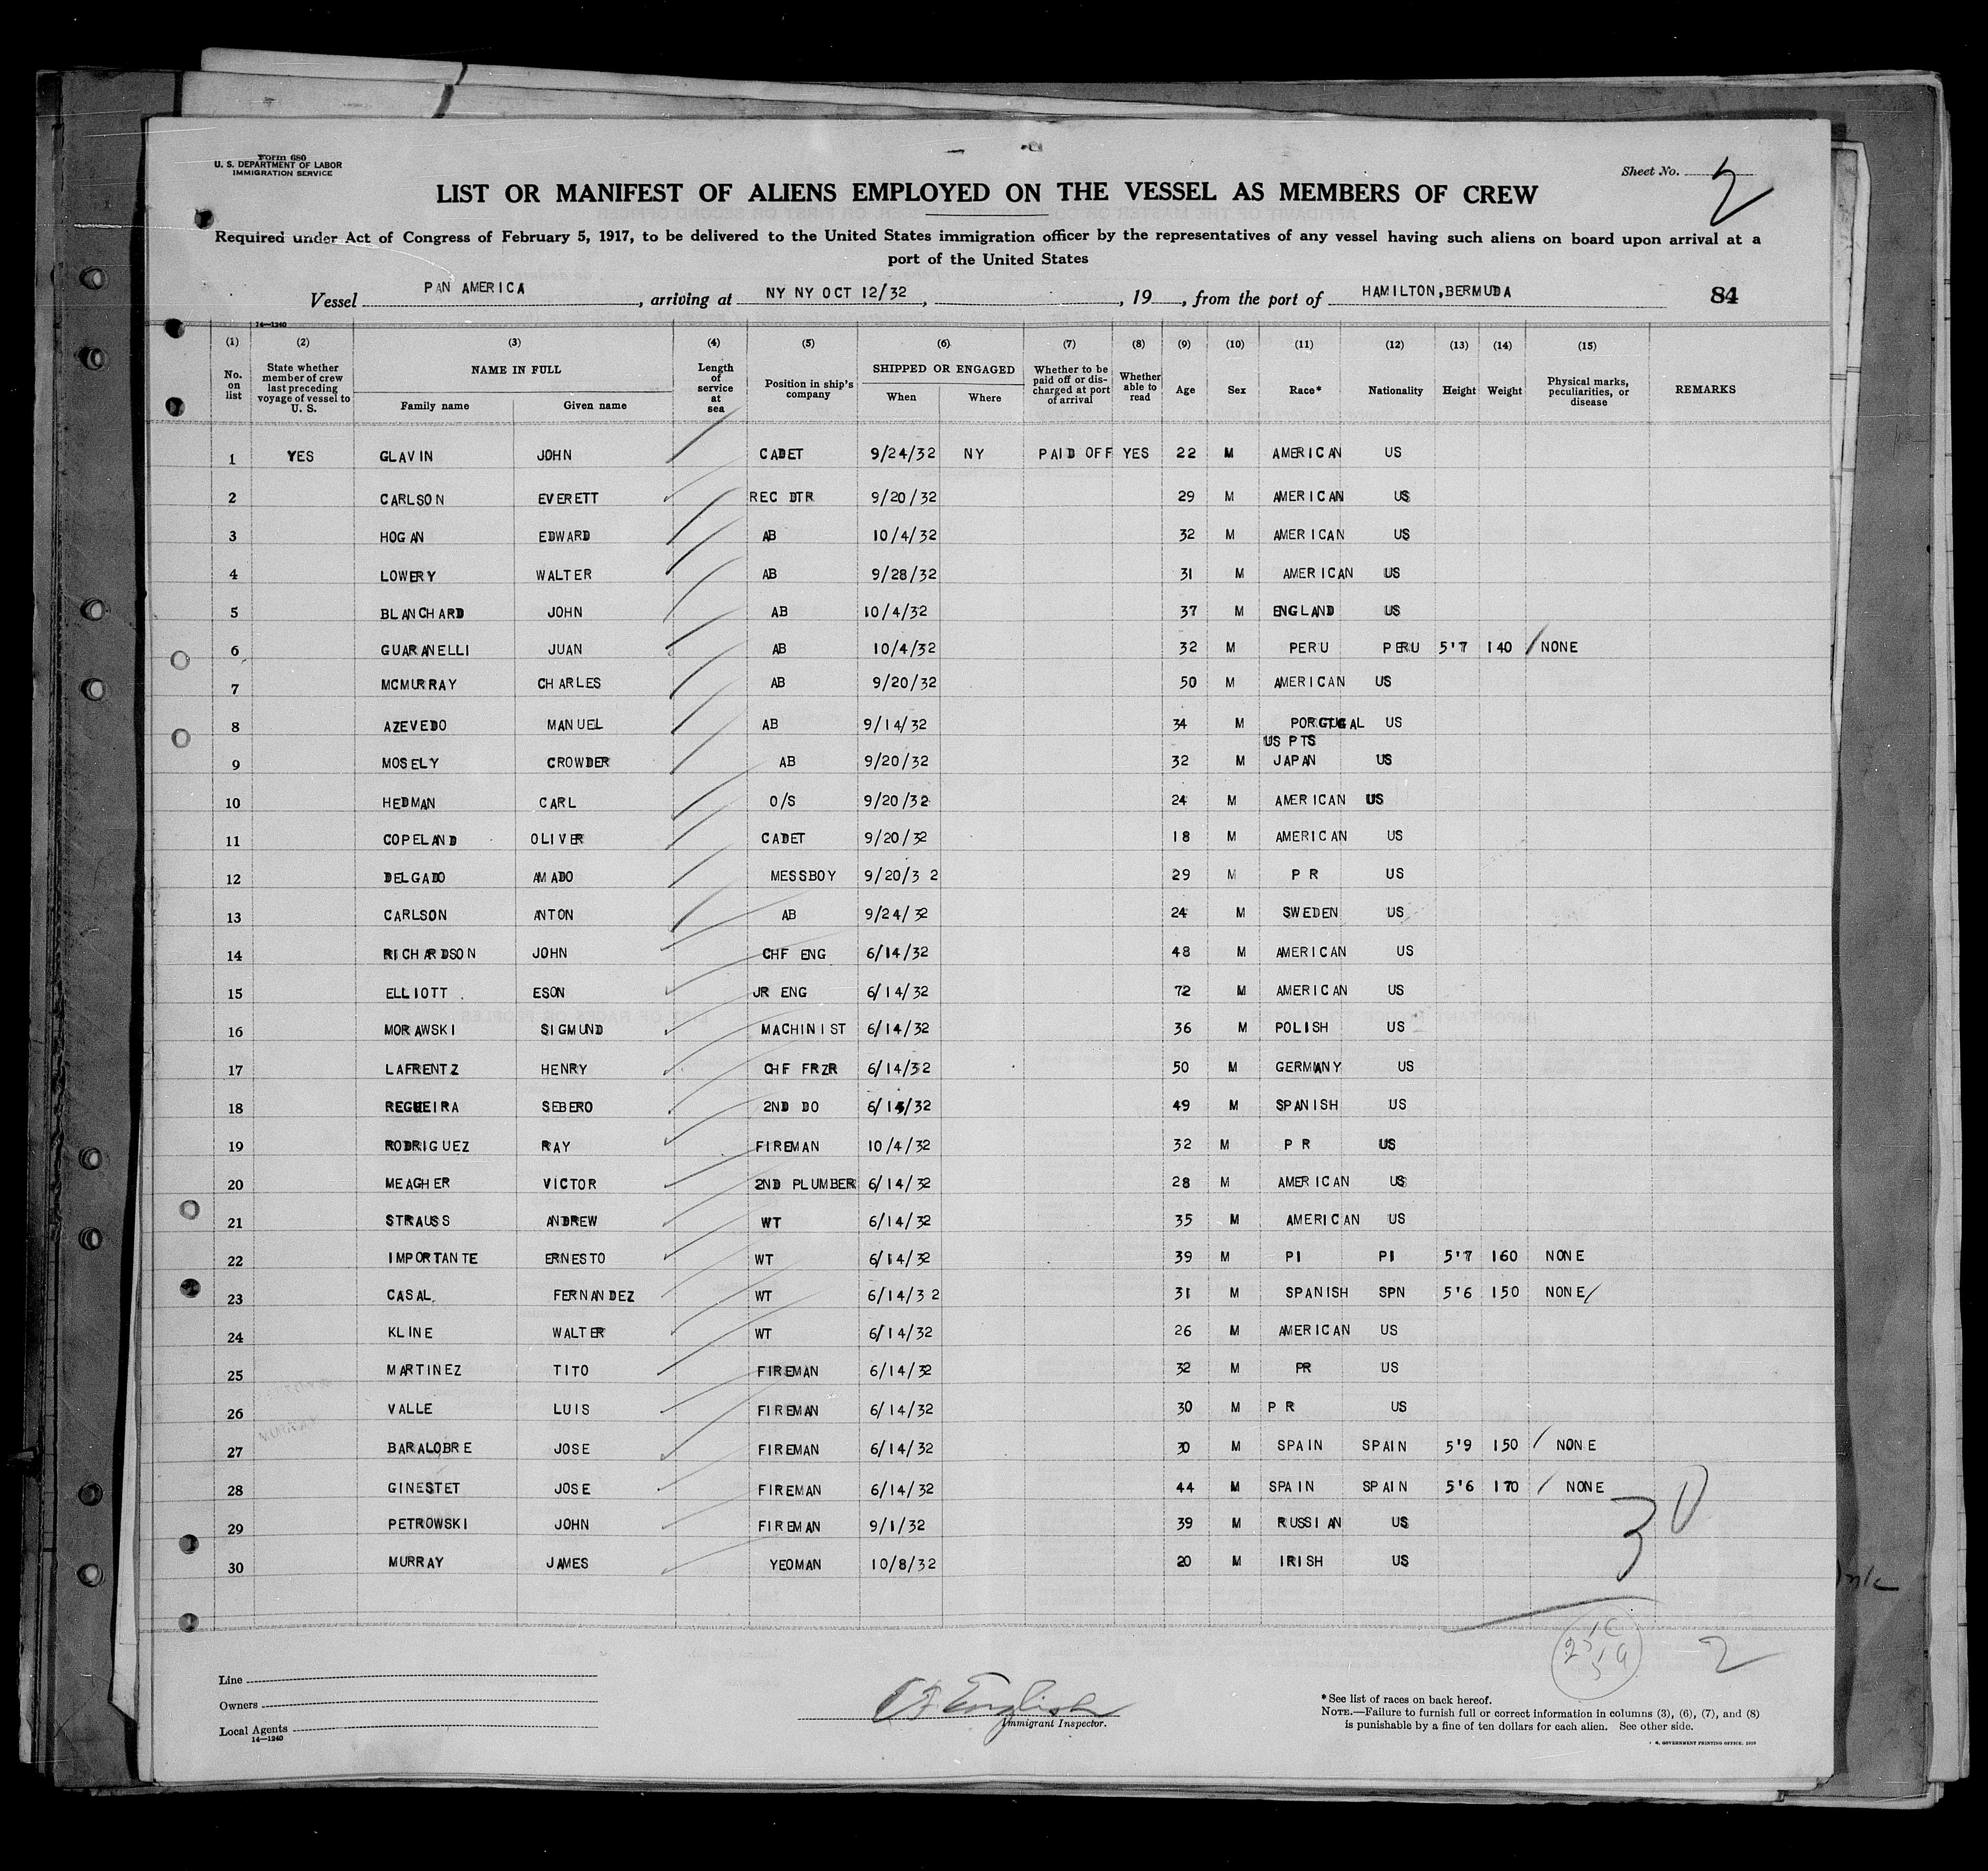 Form 680
U. S. DEPARTMENT OF LABOR
IMMIGRATION SERVICE
Sheet No. 2
LIST OR MANIFEST OF ALIENS EMPLOYED ON THE VESSEL AS MEMBERS OF CREW
Required under Act of Congress of February 5, 1917, to be delivered to the United States immigration officer by the representatives of any vessel having such aliens on board upon arrival at a
port of the United States
Vessel PAN AMERICA, arriving at NY NY OCT 12/32, , 19 , from the port of HAMILTON,BERMUDA 84
14—1240
(1) (2) (3) (4) (5) (6) (7) (8) (9) (10) (11) (12) (13) (14) (15)
No. on list State whether member of crew last preceding voyage of vessel to U. S. NAME IN FULL Family name Given name Length of service at sea Position in ship's company SHIPPED OR ENGAGED When Where Whether to be paid off or discharged at port of arrival Whether able to read Age Sex Race* Nationality Height Weight Physical marks, peculiarities, or disease REMARKS
1 YES GLAVIN JOHN CADET 9/24/32 NY PAID OFF YES 22 M AMERICAN US
2 CARLSON EVERETT REC DTR 9/20/32 29 M AMERICAN US
3 HOGAN EDWARD AB 10/4/32 32 M AMERICAN US
4 LOWERY WALTER AB 9/28/32 31 M AMERICAN US
5 BLANCHARD JOHN AB 10/4/32 37 M ENGLAND US
6 GUARANELLI JUAN AB 10/4/32 32 M PERU PERU 5'7 140 NONE
7 MCMURRAY CHARLES AB 9/20/32 50 M AMERICAN US
8 AZEVEDO MANUEL AB 9/14/32 34 M PORTUGAL US
US PTS
9 MOSELY CROWDER AB 9/20/32 32 M JAPAN US
10 HEDMAN CARL O/S 9/20/32 24 M AMERICAN US
11 COPELAND OLIVER CADET 9/20/32 18 M AMERICAN US
12 DELGADO AMADO MESSBOY 9/20/32 29 M P R US
13 CARLSON ANTON AB 9/24/32 24 M SWEDEN US
14 RICHARDSON JOHN CHF ENG 6/14/32 48 M AMERICAN US
15 ELLIOTT ESON JR ENG 6/14/32 72 M AMERICAN US
16 MORAWSKI SIGMUND MACHINIST 6/14/32 36 M POLISH US
17 LAFRENTZ HENRY CHF FRZR 6/14/32 50 M GERMANY US
18 REGUEIRA SEBERO 2ND DO 6/14/32 49 M SPANISH US
19 RODRIGUEZ RAY FIREMAN 10/4/32 32 M P R US
20 MEAGHER VICTOR 2ND PLUMBER 6/14/32 28 M AMERICAN US
21 STRAUSS ANDREW WT 6/14/32 35 M AMERICAN US
22 IMPORTANTE ERNESTO WT 6/14/32 39 M PI PI 5'7 160 NONE
23 CASAL FERNANDEZ WT 6/14/32 31 M SPANISH SPN 5'6 150 NONE
24 KLINE WALTER WT 6/14/32 26 M AMERICAN US
25 MARTINEZ TITO FIREMAN 6/14/32 32 M PR US
26 VALLE LUIS FIREMAN 6/14/32 30 M P R US
27 BARALOBRE JOSE FIREMAN 6/14/32 30 M SPAIN SPAIN 5'9 150 NONE
28 GINESTET JOSE FIREMAN 6/14/32 44 M SPAIN SPAIN 5'6 170 NONE
29 PETROWSKI JOHN FIREMAN 9/1/32 39 M RUSSIAN US
30 MURRAY JAMES YEOMAN 10/8/32 20 M IRISH US
30
2
Line
Owners
Local Agents
14—1240
English
Immigrant Inspector.
*See list of races on back hereof.
NOTE.—Failure to furnish full or correct information in columns (3), (6), (7), and (8)
is punishable by a fine of ten dollars for each alien. See other side.